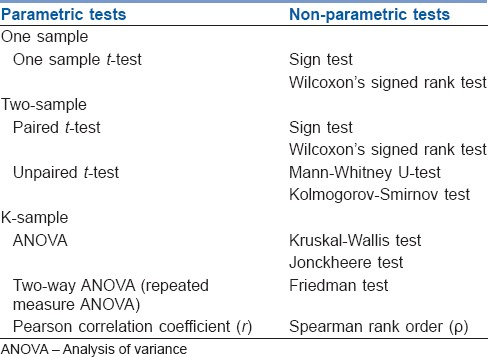 Parametric tests Non-parametric tests
One sample
One sample t-test Sign test
Wilcoxon's signed rank test
Two-sample
Paired t-test Sign test
Wilcoxon's signed rank test
Unpaired t-test Mann-Whitney U-test
Kolmogorov-Smirnov test
K-sample
ANOVA Kruskal-Wallis test
Jonckheere test
Two-way ANOVA (repeated Friedman test
measure ANOVA)
Pearson correlation coefficient (r) Spearman rank order (ρ)
ANOVA – Analysis of variance